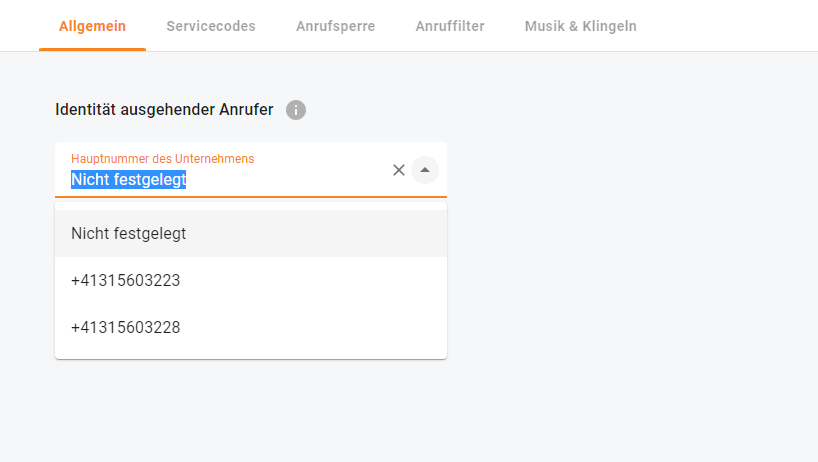 Allgemein Servicecodes Anrufsperre Anruffilter Musik & Klingeln
Identität ausgehender Anrufer i
Hauptnummer des Unternehmens
Nicht festgelegt
Nicht festgelegt
+41315603223
+41315603228